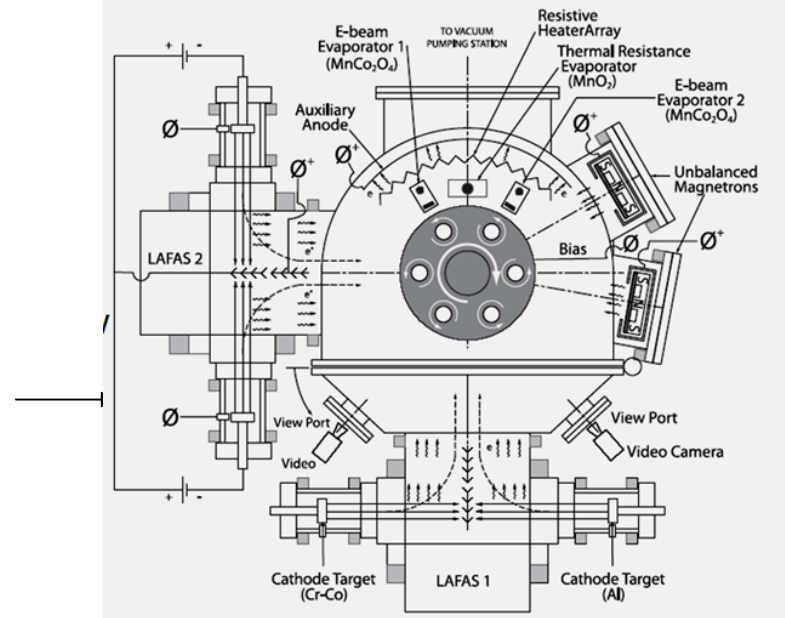 TO VACUUM
PUMPING STATION
Resistive
HeaterArray
E-beam
Evaporator 1
(MnCo₂O₄)
Thermal Resistance
Evaporator
(MnO₂)
E-beam
Evaporator 2
(MnCo₂O₄)
Auxiliary
Anode
+ -
Ø
Ø⁺
Ø⁺
Ø⁺
Unbalanced
Magnetrons
S N S
e⁻
e⁻
LAFAS 2
e⁻
e⁻
Bias
Ø
Ø⁺
S N S
Ø
View Port
Video
View Port
Video Camera
e⁻
+ -
Cathode Target
(Cr-Co)
LAFAS 1
Cathode Target
(Al)